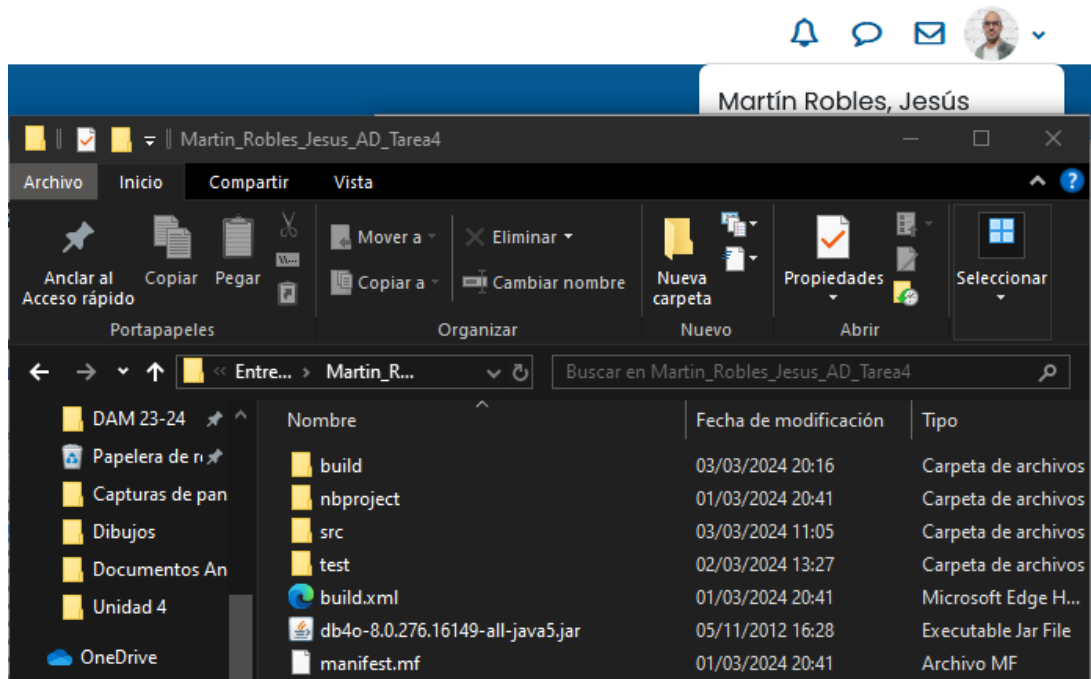 Martín Robles, Jesús
Martin_Robles_Jesus_AD_Tarea4
Archivo Inicio Compartir Vista
Anclar al Acceso rápido
Copiar
Pegar
Portapapeles
Mover a
Copiar a
Eliminar
Cambiar nombre
Organizar
Nueva carpeta
Nuevo
Propiedades
Abrir
Seleccionar
« Entre... > Martin_R...
Buscar en Martin_Robles_Jesus_AD_Tarea4
DAM 23-24
Papelera de r
Capturas de pan
Dibujos
Documentos An
Unidad 4
OneDrive
Nombre Fecha de modificación Tipo
build 03/03/2024 20:16 Carpeta de archivos
nbproject 01/03/2024 20:41 Carpeta de archivos
src 03/03/2024 11:05 Carpeta de archivos
test 02/03/2024 13:27 Carpeta de archivos
build.xml 01/03/2024 20:41 Microsoft Edge H...
db4o-8.0.276.16149-all-java5.jar 05/11/2012 16:28 Executable Jar File
manifest.mf 01/03/2024 20:41 Archivo MF